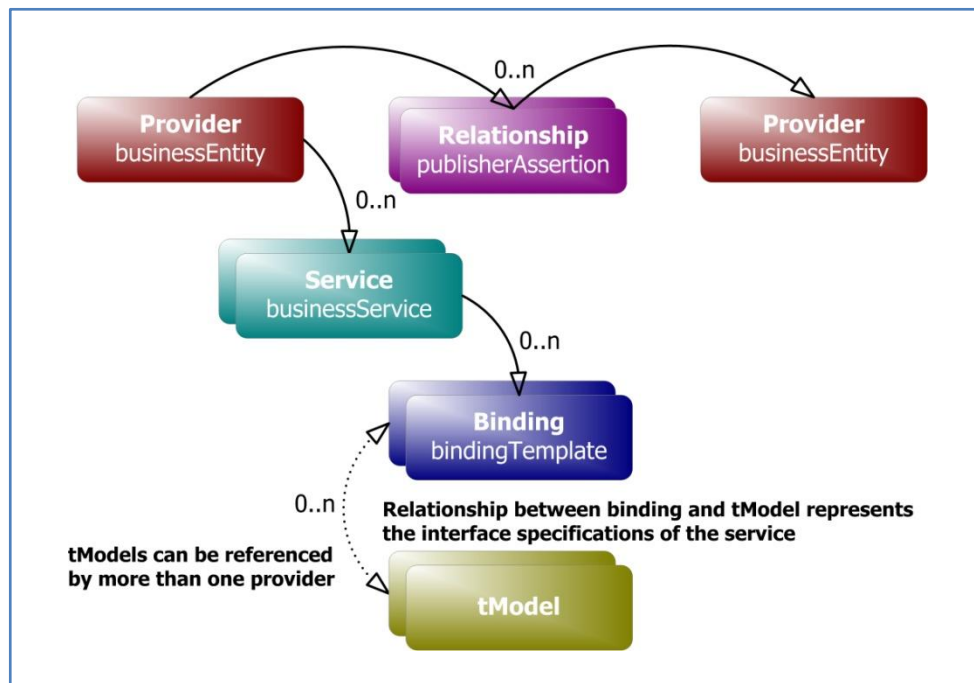 0..n
Provider
businessEntity
Relationship
publisherAssertion
Provider
businessEntity
0..n
Service
businessService
0..n
Binding
bindingTemplate
0..n
Relationship between binding and tModel represents
the interface specifications of the service
tModels can be referenced
by more than one provider
tModel